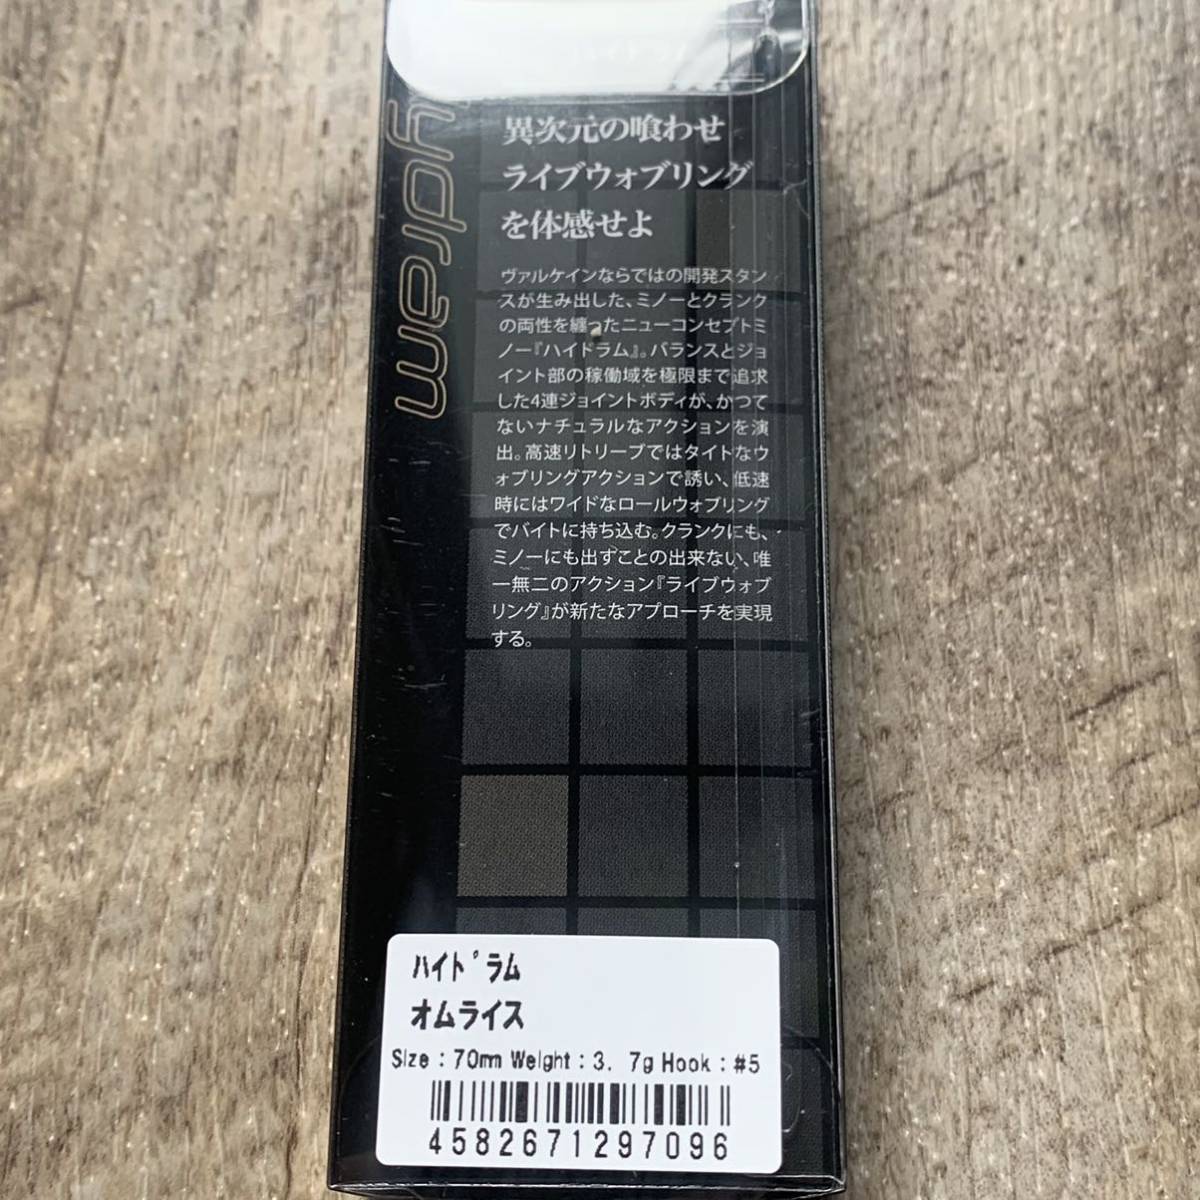 ハイドラム
ydram
異次元の喰わせ
ライブウォブリング
を体感せよ
ヴァルケインならではの開発スタン
スが生み出した、ミノーとクランク
の両性を纏ったニューコンセプトミ
ノー『ハイドラム』。バランスとジョ
イント部の稼働域を極限まで追求
した4連ジョイントボディが、かつて
ないナチュラルなアクションを演
出。高速リトリーブではタイトなウ
ォブリングアクションで誘い、低速
時にはワイドなロールウォブリング
でバイトに持ち込む。クランクにも、
ミノーにも出すことの出来ない、唯
一無二のアクション『ライブウォブ
リング』が新たなアプローチを実現
する。
ﾊｲﾄﾞﾗﾑ
オムライス
Size : 70mm Weight : 3. 7g Hook : #5
4582671297096